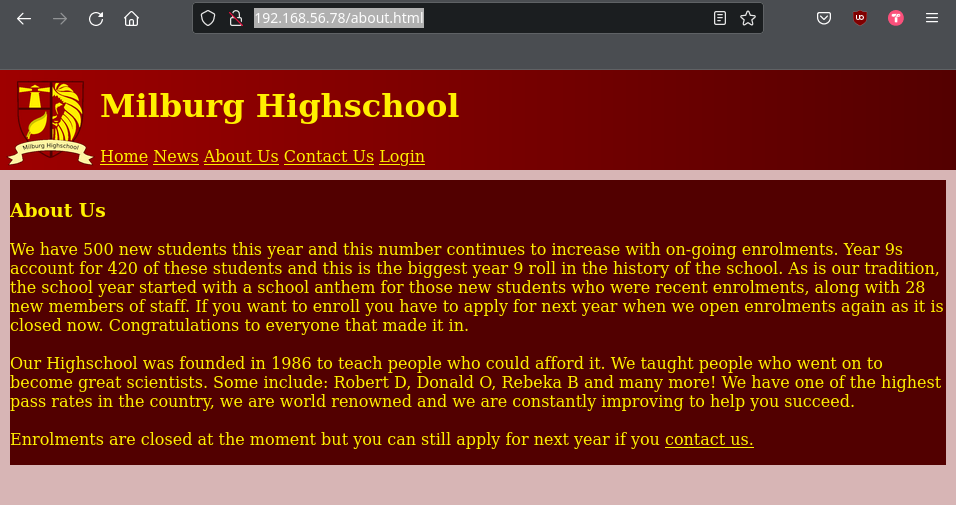 192.168.56.78/about.html
Milburg Highschool
Milburg Highschool
Home News About Us Contact Us Login
About Us
We have 500 new students this year and this number continues to increase with on-going enrolments. Year 9s
account for 420 of these students and this is the biggest year 9 roll in the history of the school. As is our tradition,
the school year started with a school anthem for those new students who were recent enrolments, along with 28
new members of staff. If you want to enroll you have to apply for next year when we open enrolments again as it is
closed now. Congratulations to everyone that made it in.
Our Highschool was founded in 1986 to teach people who could afford it. We taught people who went on to
become great scientists. Some include: Robert D, Donald O, Rebeka B and many more! We have one of the highest
pass rates in the country, we are world renowned and we are constantly improving to help you succeed.
Enrolments are closed at the moment but you can still apply for next year if you contact us.